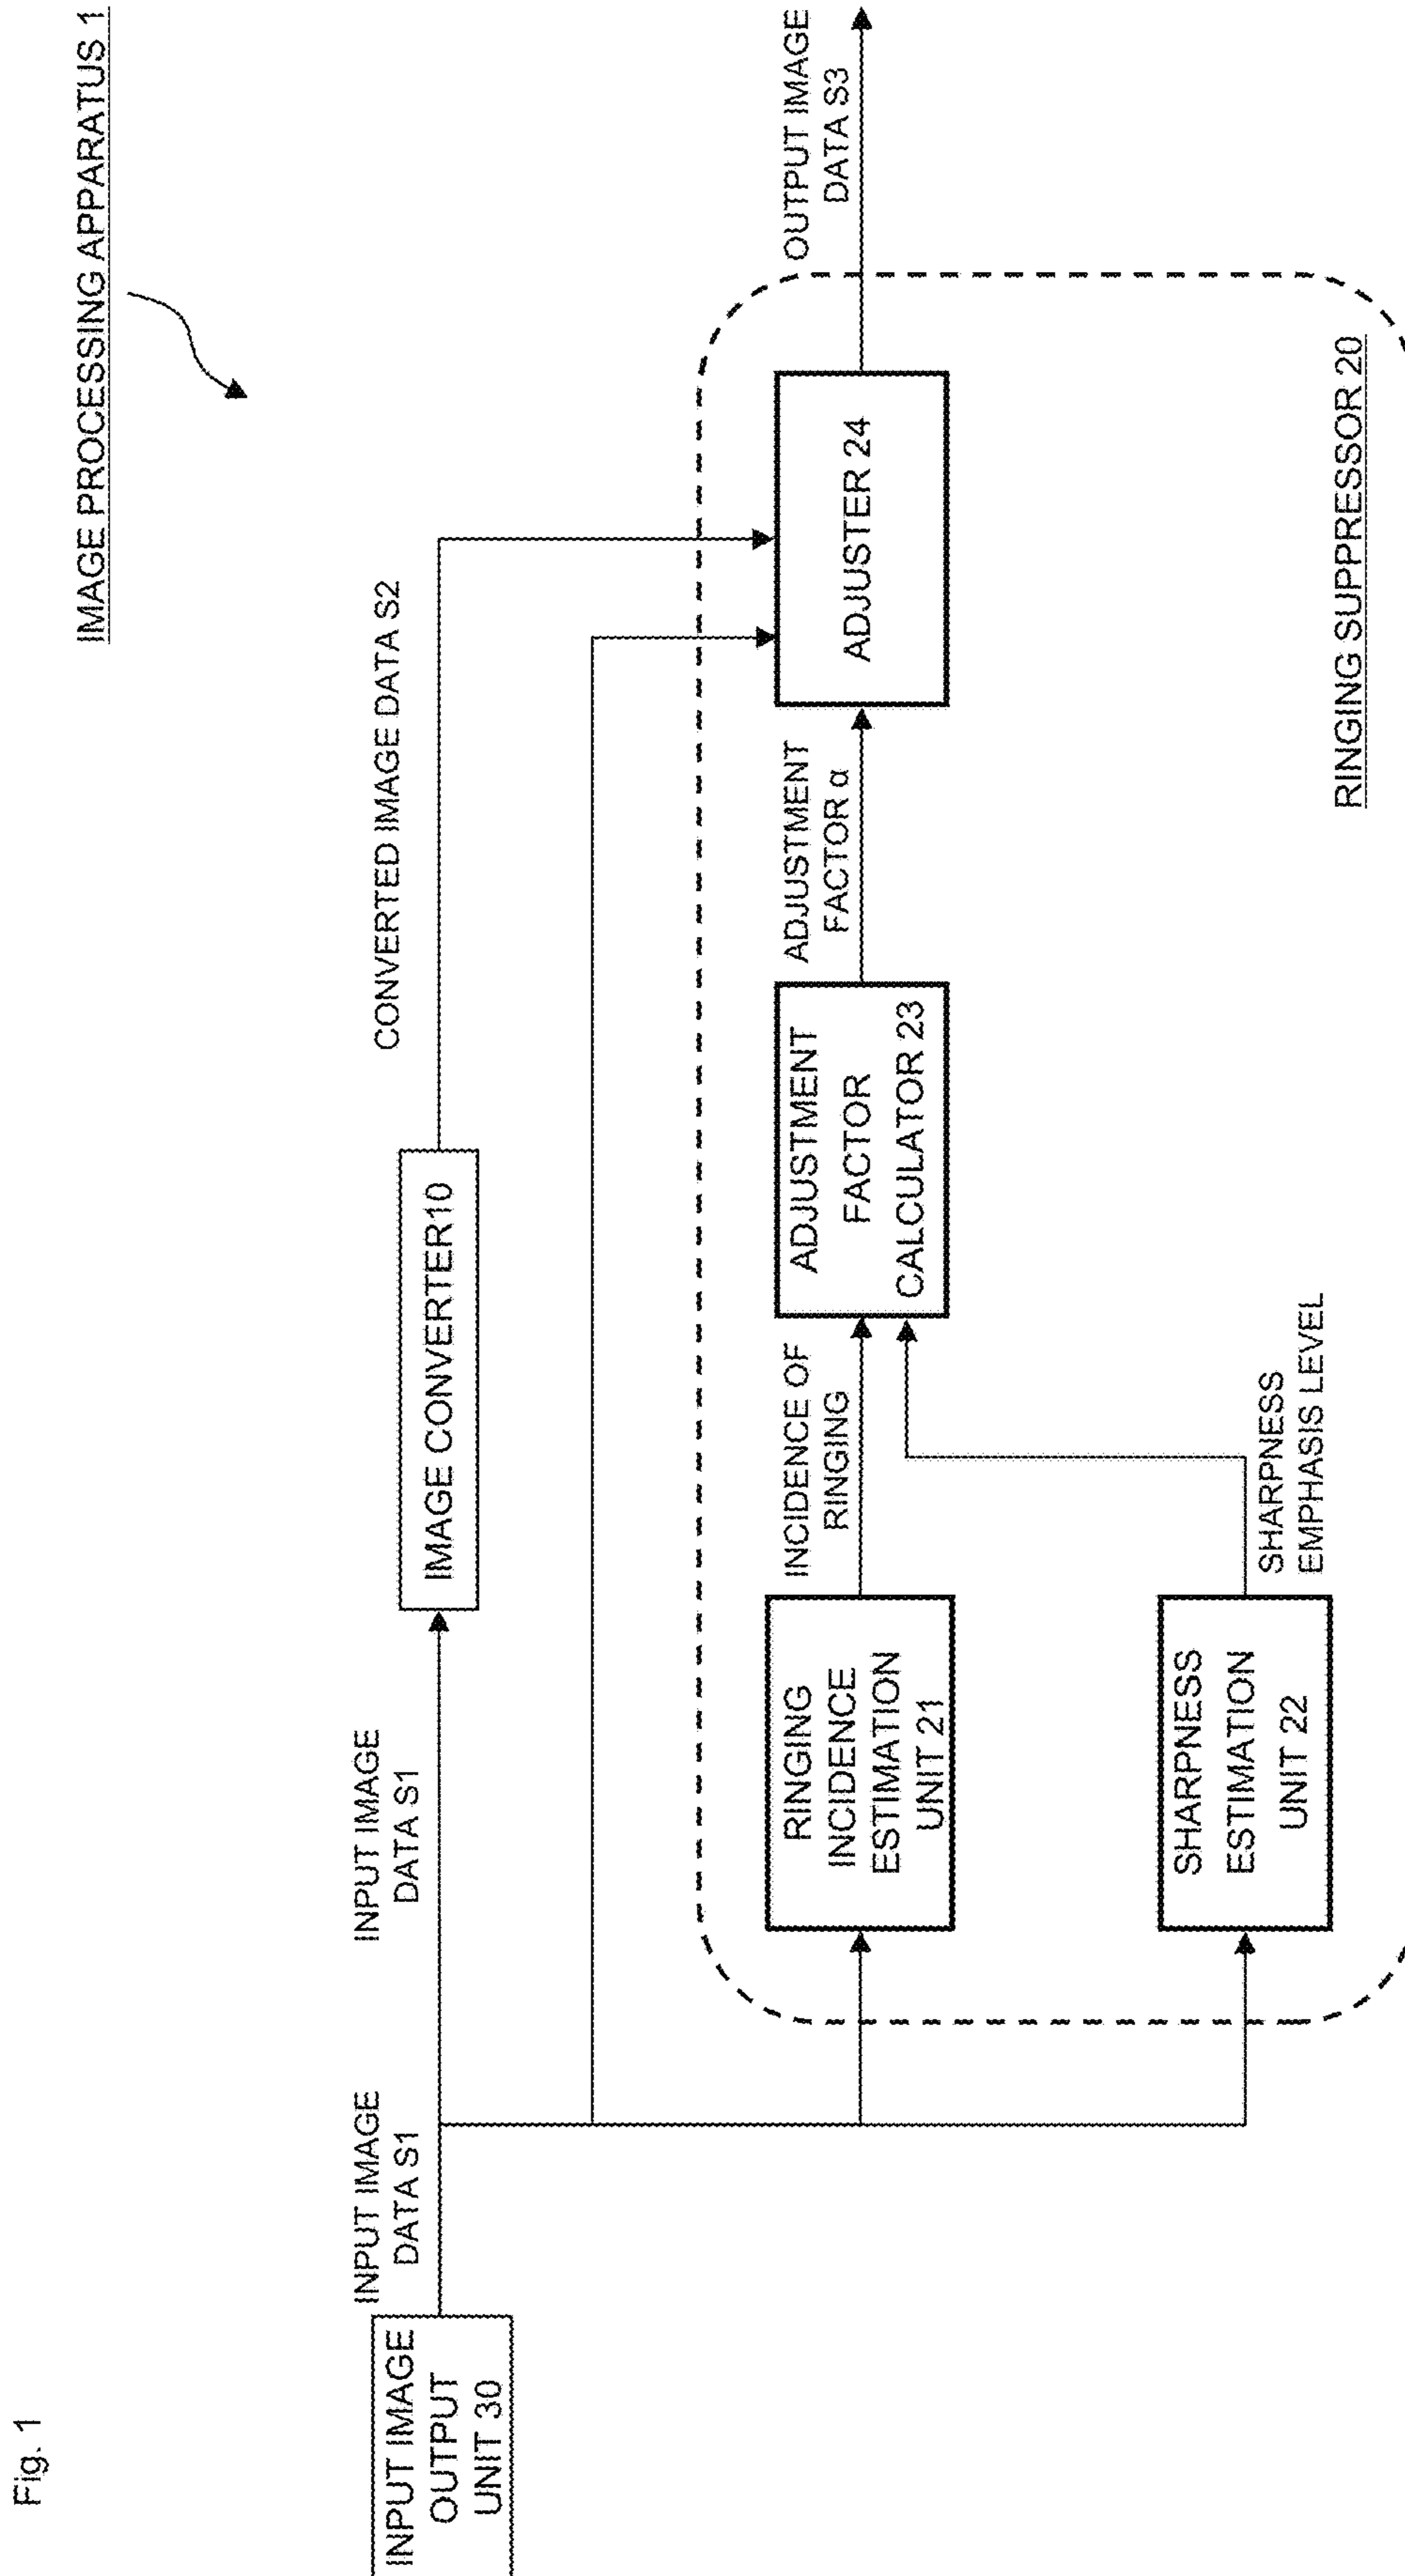 Fig. 1
IMAGE PROCESSING APPARATUS 1
INPUT IMAGE
OUTPUT
UNIT 30
INPUT IMAGE
DATA S1
INPUT IMAGE
DATA S1
IMAGE CONVERTER10
CONVERTED IMAGE DATA S2
RINGING
INCIDENCE
ESTIMATION
UNIT 21
INCIDENCE OF
RINGING
ADJUSTMENT
FACTOR
CALCULATOR 23
ADJUSTMENT
FACTOR α
ADJUSTER 24
OUTPUT IMAGE
DATA S3
SHARPNESS
ESTIMATION
UNIT 22
SHARPNESS
EMPHASIS LEVEL
RINGING SUPPRESSOR 20